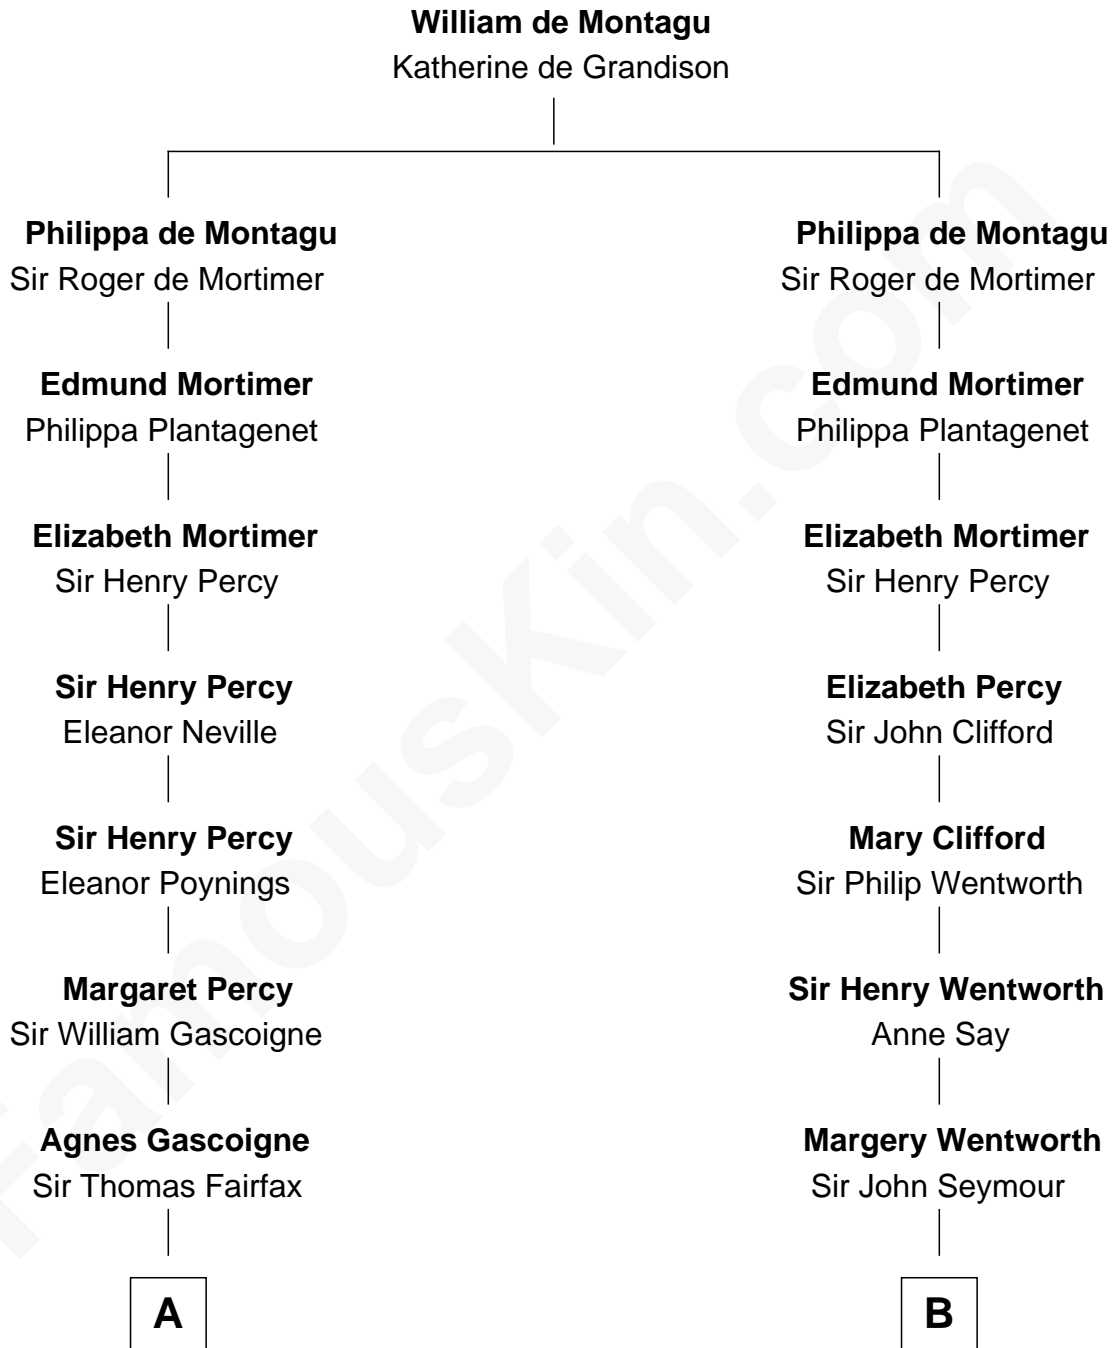 William de Montagu
Katherine de Grandison
Philippa de Montagu
Sir Roger de Mortimer
Philippa de Montagu
Sir Roger de Mortimer
Edmund Mortimer
Philippa Plantagenet
Edmund Mortimer
Philippa Plantagenet
Elizabeth Mortimer
Sir Henry Percy
Elizabeth Mortimer
Sir Henry Percy
Sir Henry Percy
Eleanor Neville
Elizabeth Percy
Sir John Clifford
Sir Henry Percy
Eleanor Poynings
Mary Clifford
Sir Philip Wentworth
Margaret Percy
Sir William Gascoigne
Sir Henry Wentworth
Anne Say
Agnes Gascoigne
Sir Thomas Fairfax
Margery Wentworth
Sir John Seymour
A
B
FamousKin.com